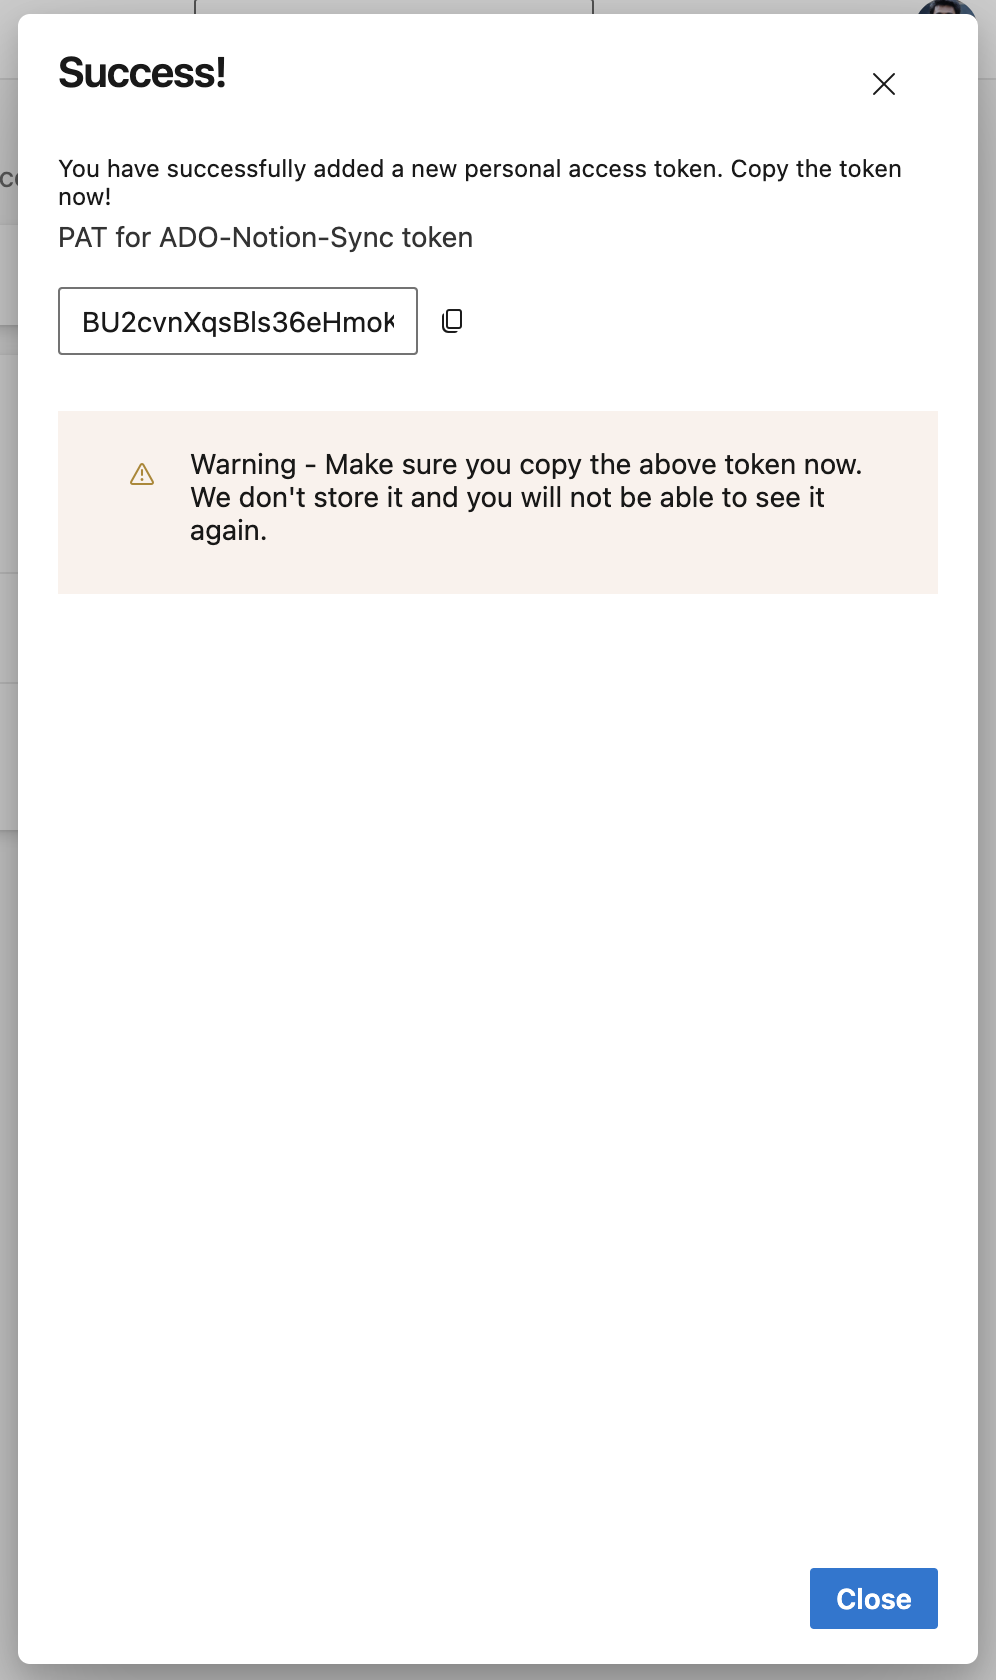 Success!
You have successfully added a new personal access token. Copy the token
now!
PAT for ADO-Notion-Sync token
BU2cvnXqsBls36eHmoK
Warning - Make sure you copy the above token now.
We don't store it and you will not be able to see it
again.
Close